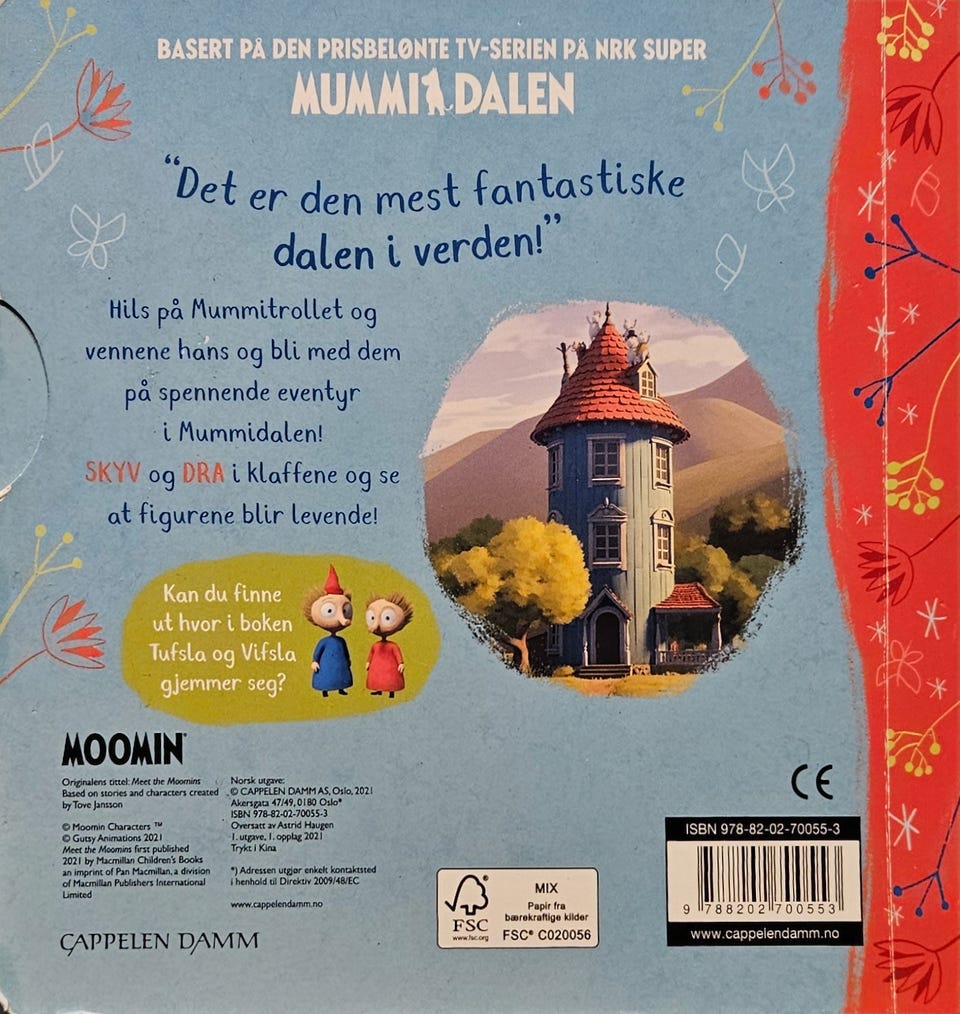 BASERT PÅ DEN PRISBELØNTE TV-SERIEN PÅ NRK SUPER
MUMMIDALEN
“Det er den mest fantastiske
dalen i verden!”
Hils på Mummitrollet og
vennene hans og bli med dem
på spennende eventyr
i Mummidalen!
SKYV og DRA i klaffene og se
at figurene blir levende!
Kan du finne
ut hvor i boken
Tufsla og Vifsla
gjemmer seg?
MOOMIN
Originalens tittel: Meet the Moomins
Based on stories and characters created
by Tove Jansson
© Moomin Characters ™
© Gutsy Animations 2021
Meet the Moomins first published
2021 by Macmillan Children's Books
an imprint of Pan Macmillan, a division
of Macmillan Publishers International
Limited
Norsk utgave:
© CAPPELEN DAMM AS, Oslo, 2021
Akersgata 47/49, 0180 Oslo*
ISBN 978-82-02-70055-3
Oversatt av Astrid Haugen
1. utgave, 1. opplag 2021
Trykt i Kina
*) Adressen utgjør enkelt kontaktsted
i henhold til Direktiv 2009/48/EC
www.cappelendamm.no
CAPPELEN DAMM
FSC
www.fsc.org
MIX
Papir fra
bærekraftige kilder
FSC® C020056
CE
ISBN 978-82-02-70055-3
9 788202 700553
www.cappelendamm.no